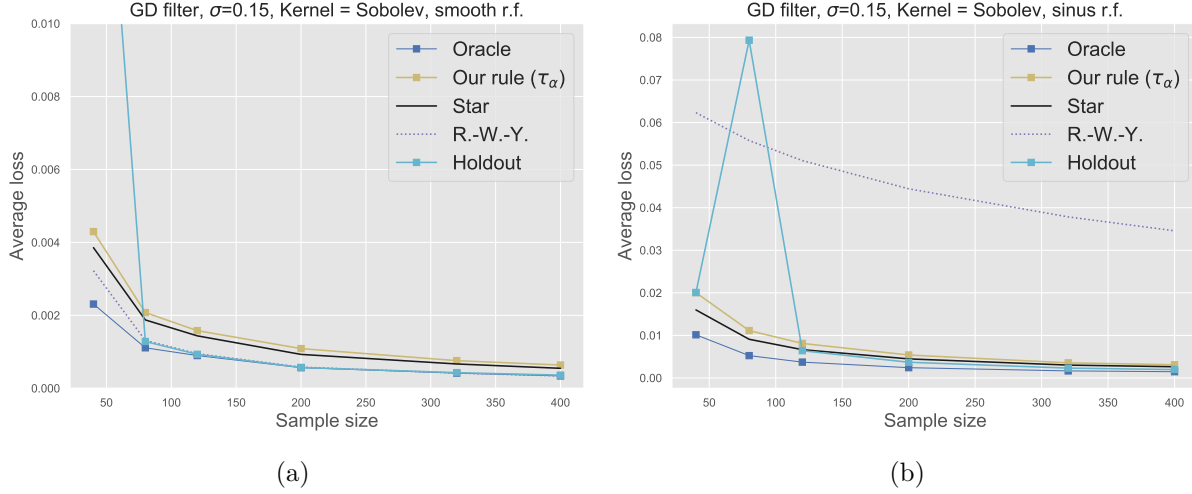 GD filter, σ=0.15, Kernel = Sobolev, smooth r.f.
0.010
0.008
0.006
0.004
0.002
0.000
Average loss
50 100 150 200 250 300 350 400
Sample size
Oracle
Our rule (τα)
Star
R.-W.-Y.
Holdout
(a)
GD filter, σ=0.15, Kernel = Sobolev, sinus r.f.
0.08
0.07
0.06
0.05
0.04
0.03
0.02
0.01
0.00
Average loss
50 100 150 200 250 300 350 400
Sample size
Oracle
Our rule (τα)
Star
R.-W.-Y.
Holdout
(b)